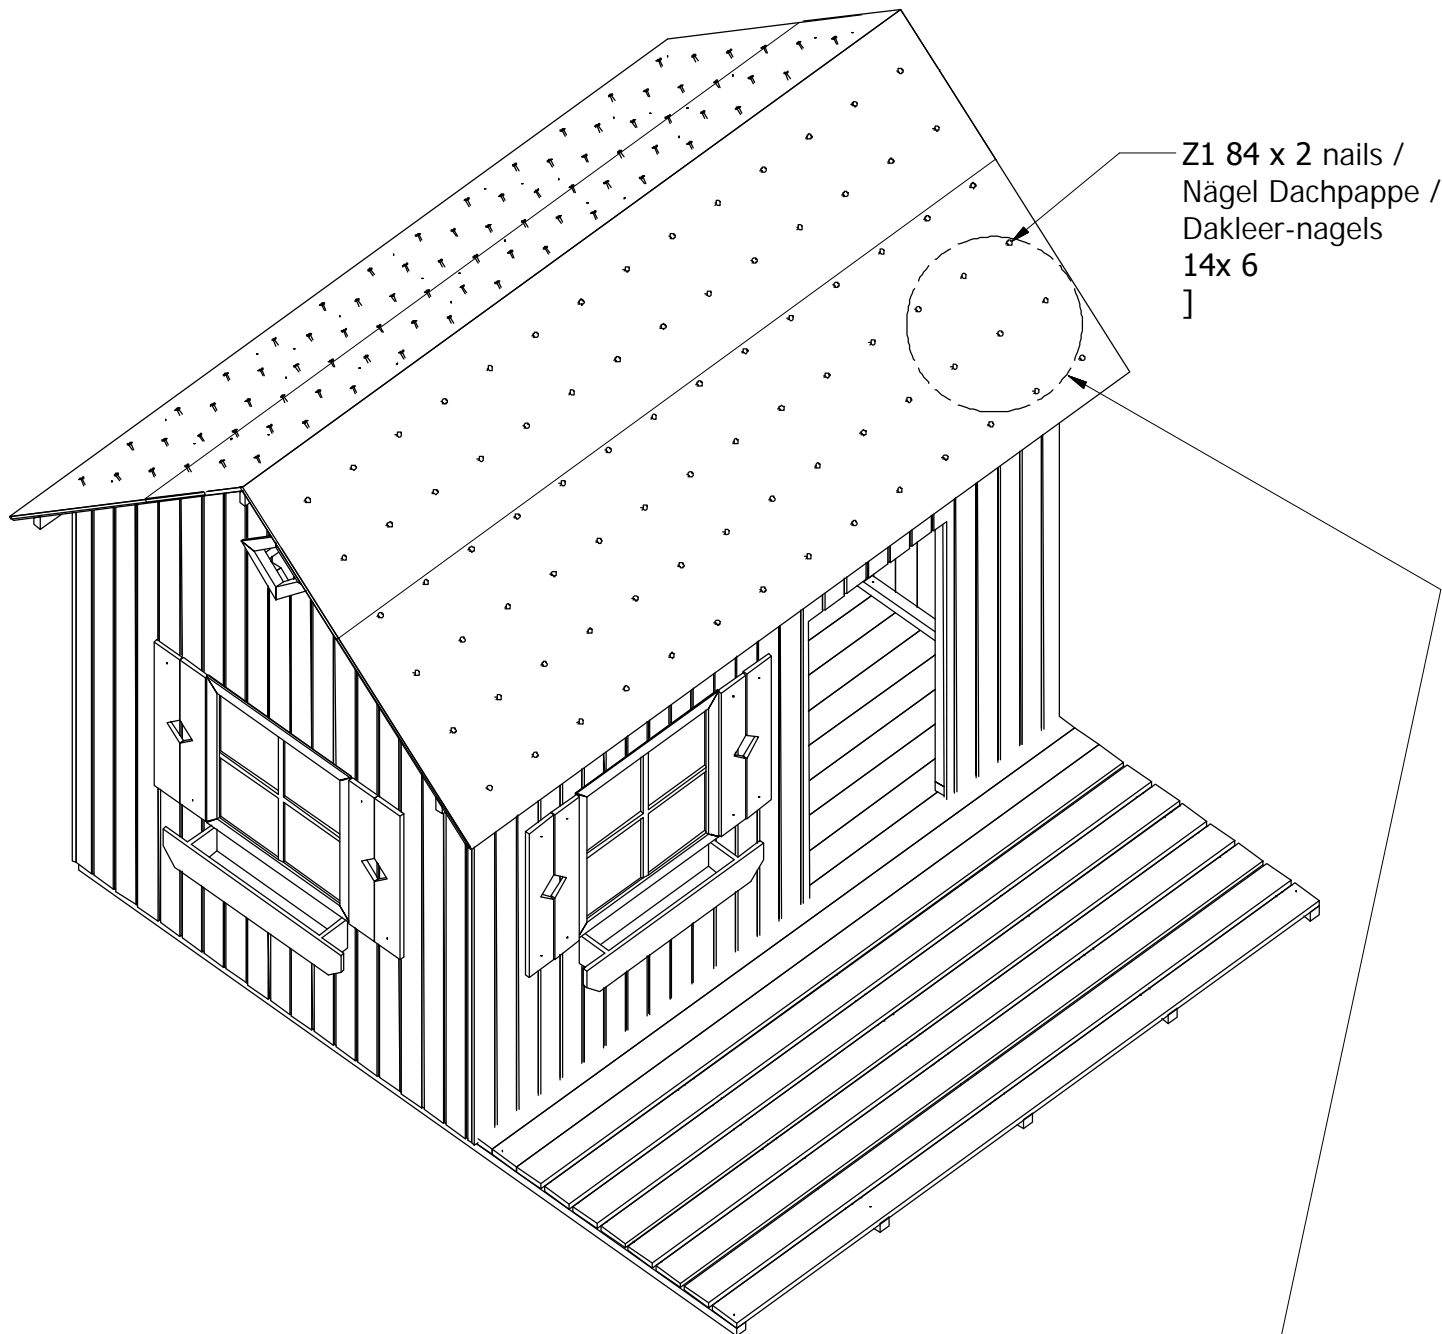 Z1 84 x 2 nails /
Nägel Dachpappe /
Dakleer-nagels
14x 6
]